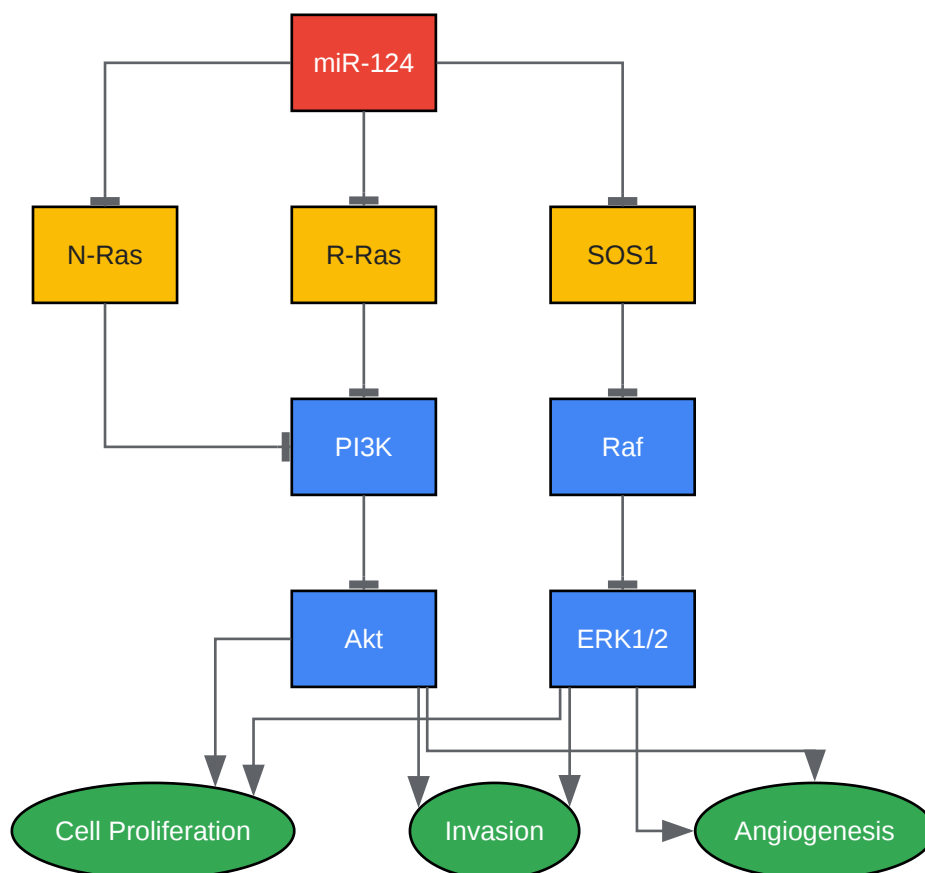 miR-124
N-Ras
R-Ras
SOS1
PI3K
Raf
Akt
ERK1/2
Cell Proliferation
Invasion
Angiogenesis